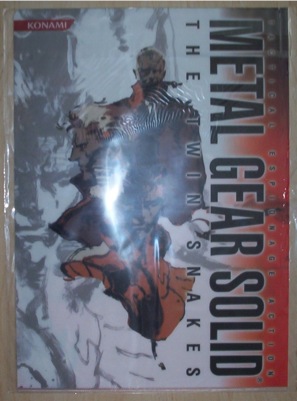 TACTICAL ESPIONAGE ACTION
METAL GEAR SOLID
THE TWIN SNAKES
KONAMI